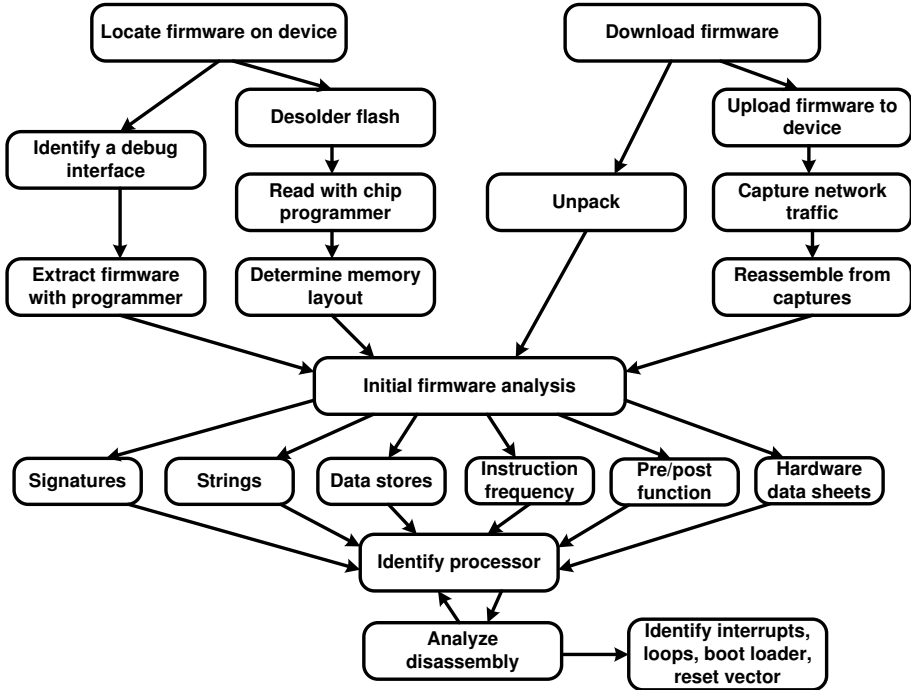 Locate firmware on device
Download firmware
Desolder flash
Upload firmware to
device
Identify a debug
interface
Read with chip
programmer
Unpack
Capture network
traffic
Extract firmware
with programmer
Determine memory
layout
Reassemble from
captures
Initial firmware analysis
Signatures
Strings
Data stores
Instruction
frequency
Pre/post
function
Hardware
data sheets
Identify processor
Analyze
disassembly
Identify interrupts,
loops, boot loader,
reset vector